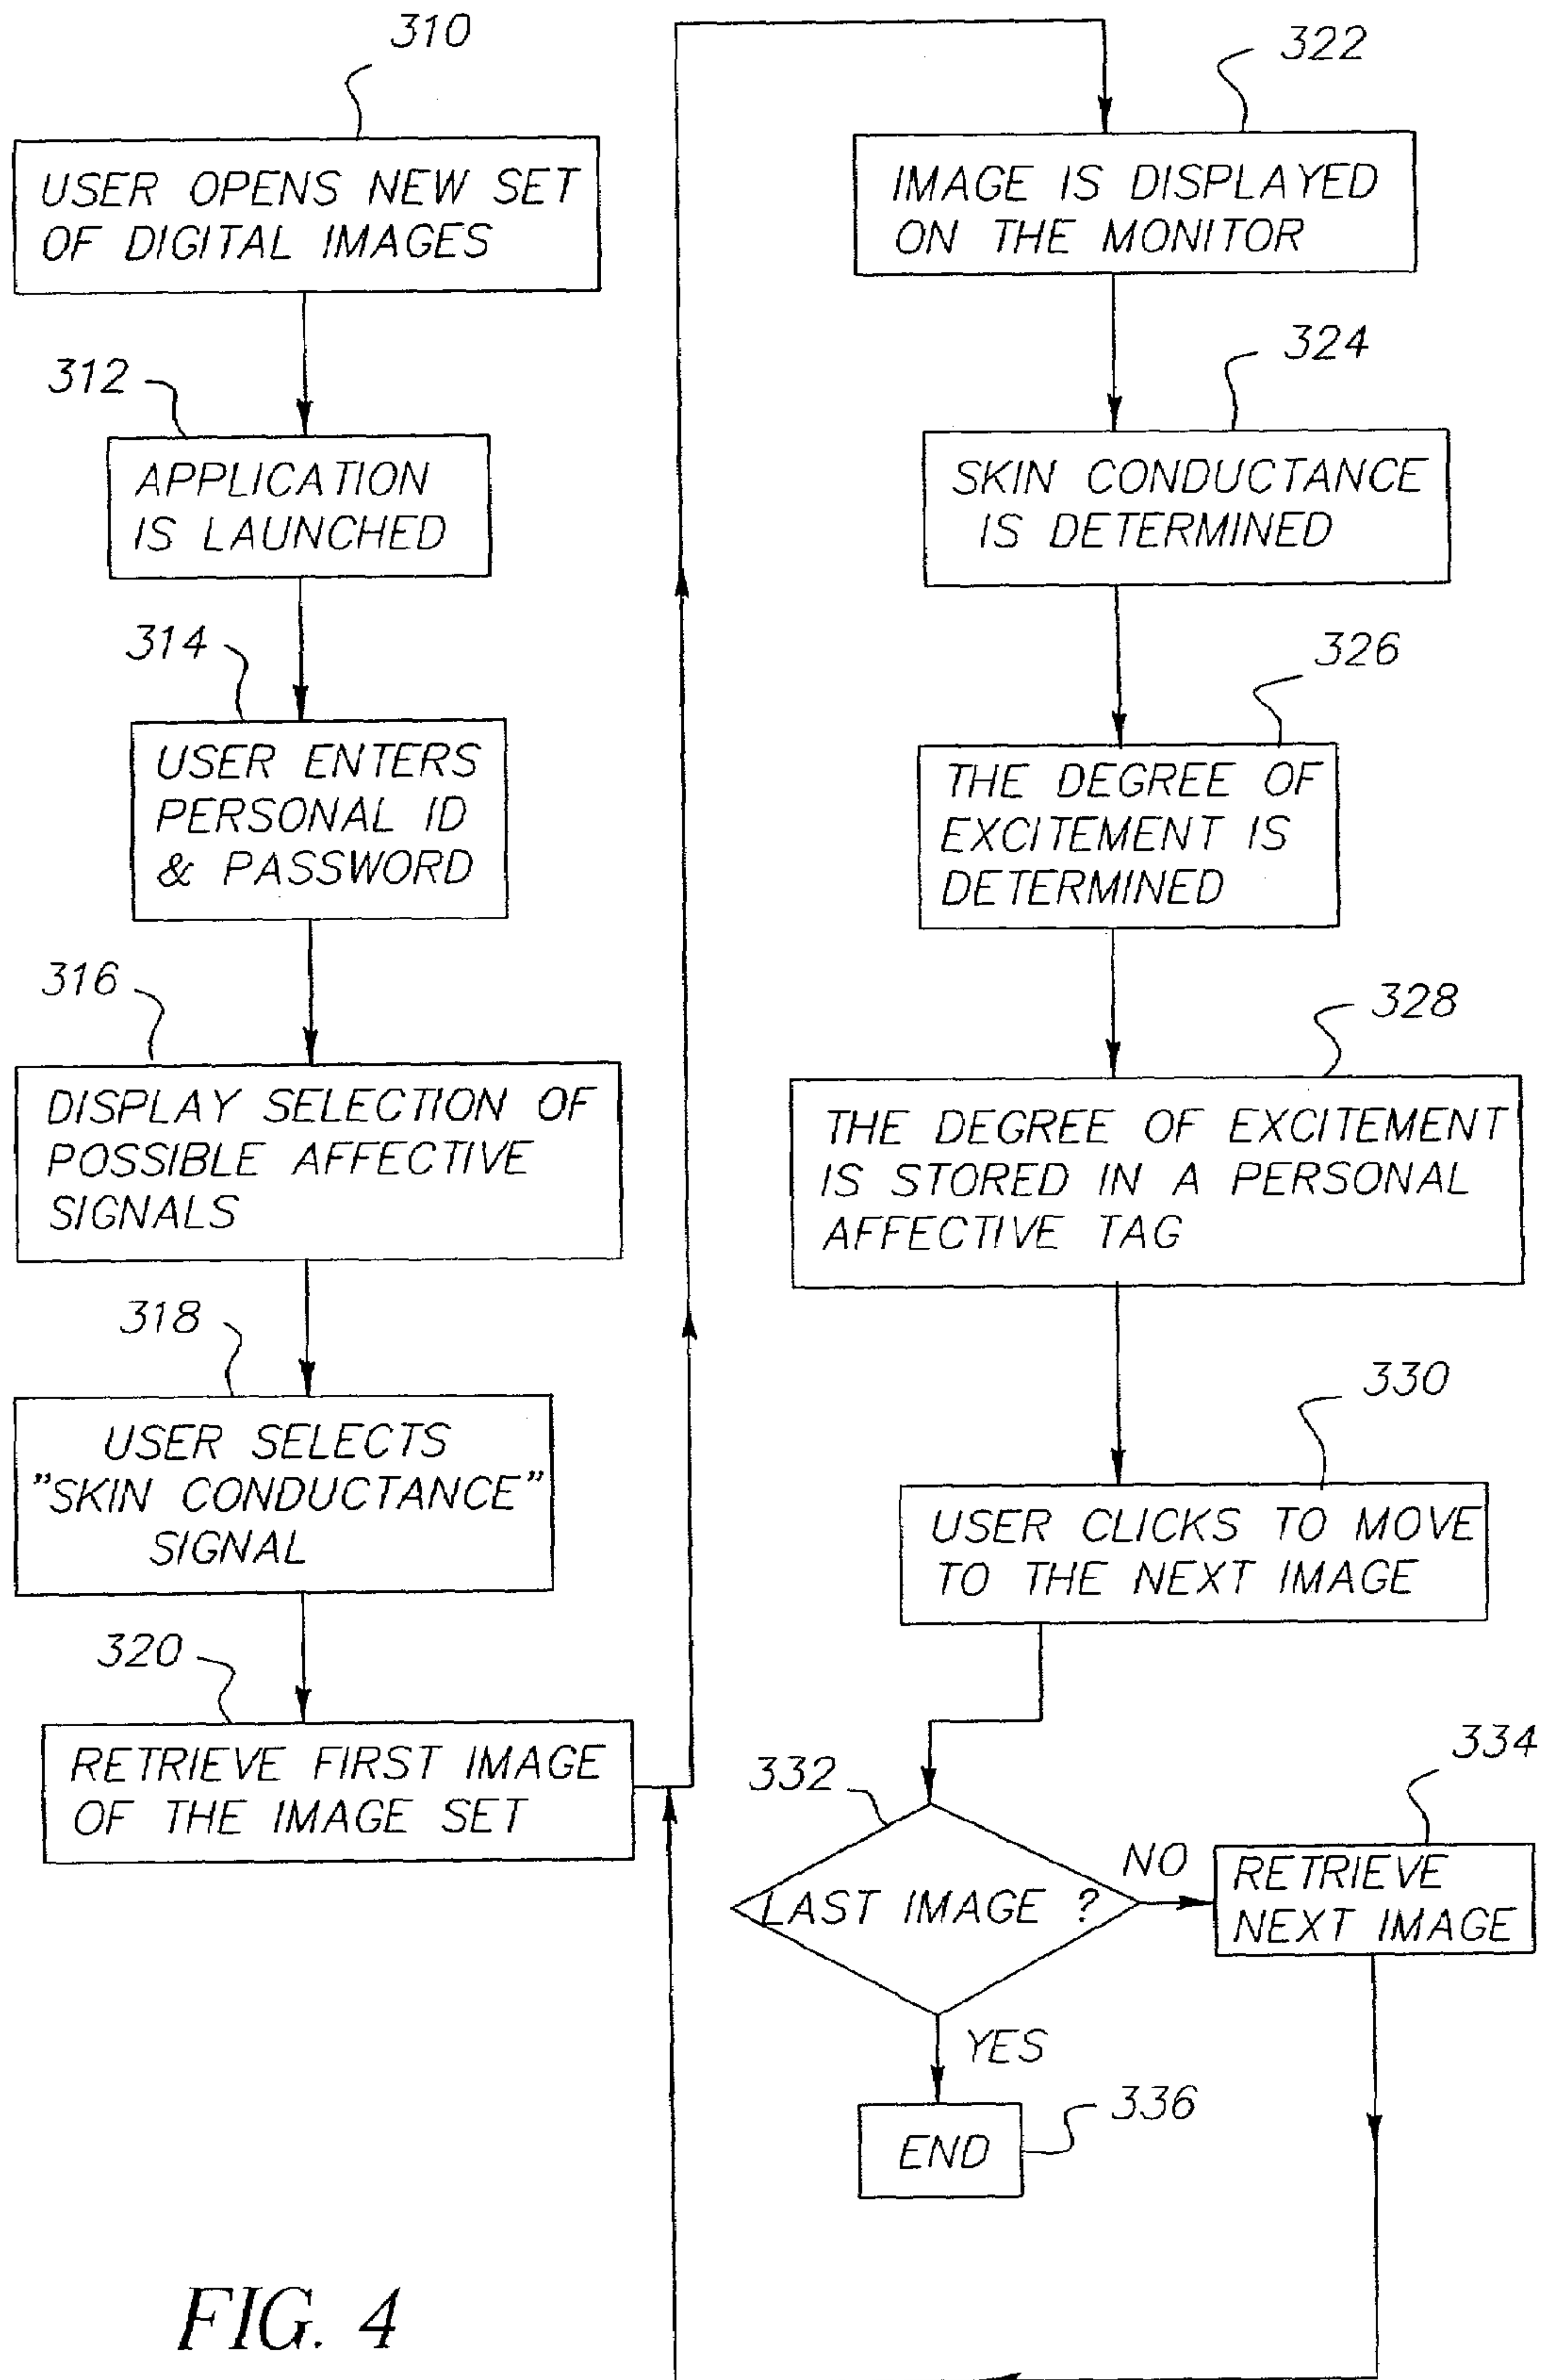 310
USER OPENS NEW SET
OF DIGITAL IMAGES
312
APPLICATION
IS LAUNCHED
314
USER ENTERS
PERSONAL ID
& PASSWORD
316
DISPLAY SELECTION OF
POSSIBLE AFFECTIVE
SIGNALS
318
USER SELECTS
"SKIN CONDUCTANCE"
SIGNAL
320
RETRIEVE FIRST IMAGE
OF THE IMAGE SET
322
IMAGE IS DISPLAYED
ON THE MONITOR
324
SKIN CONDUCTANCE
IS DETERMINED
326
THE DEGREE OF
EXCITEMENT IS
DETERMINED
328
THE DEGREE OF EXCITEMENT
IS STORED IN A PERSONAL
AFFECTIVE TAG
330
USER CLICKS TO MOVE
TO THE NEXT IMAGE
332
LAST IMAGE ?
NO
334
RETRIEVE
NEXT IMAGE
YES
336
END
FIG. 4